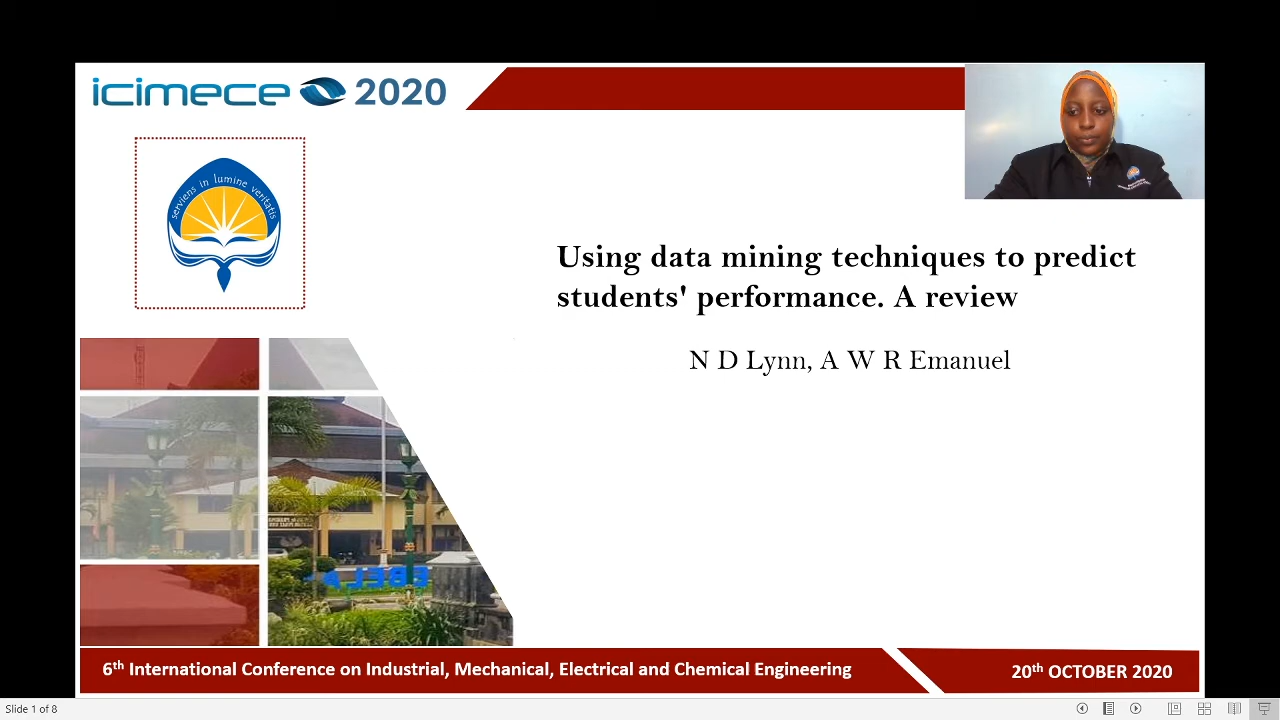 icimece 2020
serviens in lumine veritatis
Using data mining techniques to predict
students' performance. A review
N D Lynn, A W R Emanuel
6th International Conference on Industrial, Mechanical, Electrical and Chemical Engineering
20th OCTOBER 2020
Slide 1 of 8